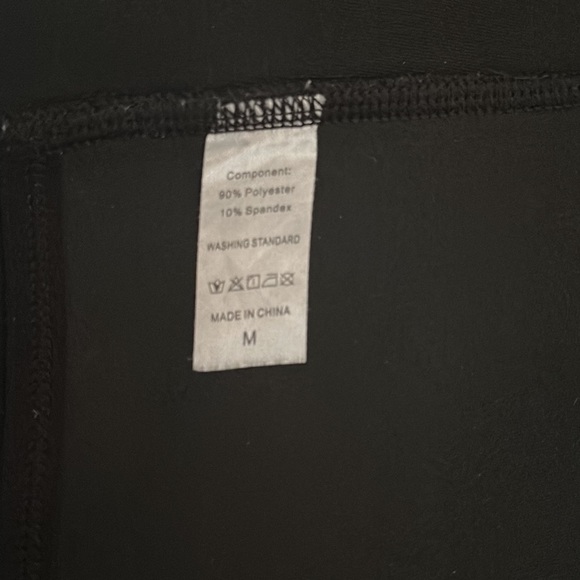 Component:
90% Polyester
10% Spandex
WASHING STANDARD
MADE IN CHINA
M